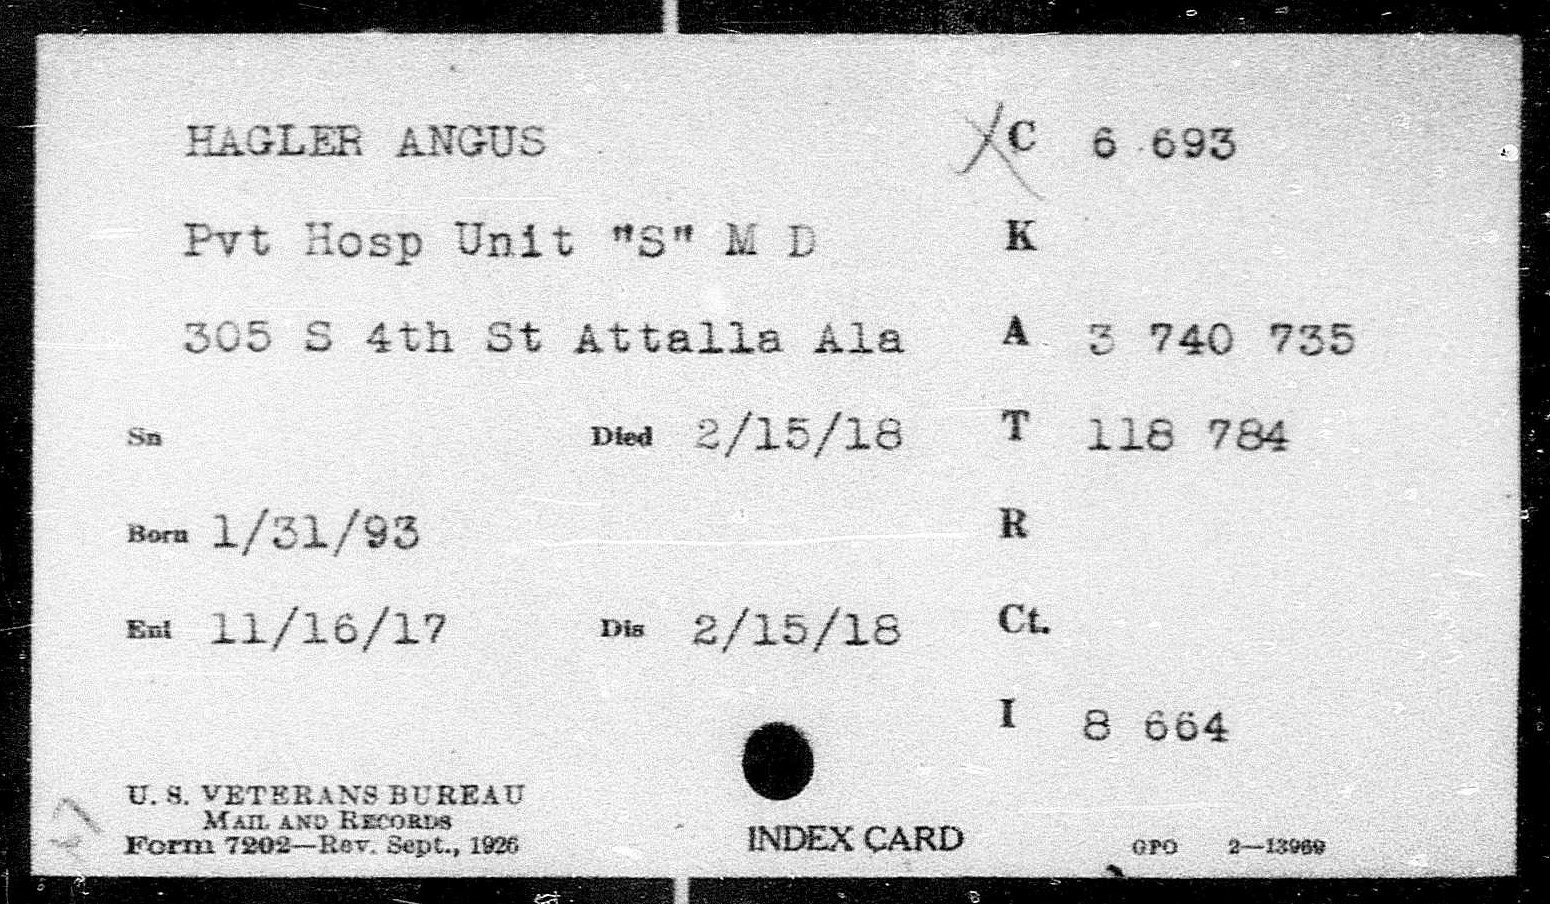 HAGLER ANGUS XC 6 693
Pvt Hosp Unit "S" M D K
305 S 4th St Attalla Ala A 3 740 735
Sn Died 2/15/18 T 118 784
Born 1/31/93 R
Enl 11/16/17 Dis 2/15/18 Ct.
I 8 664
U. S. VETERANS BUREAU
MAIL AND RECORDS
Form 7202—Rev. Sept., 1926 INDEX CARD GPO 2—13969